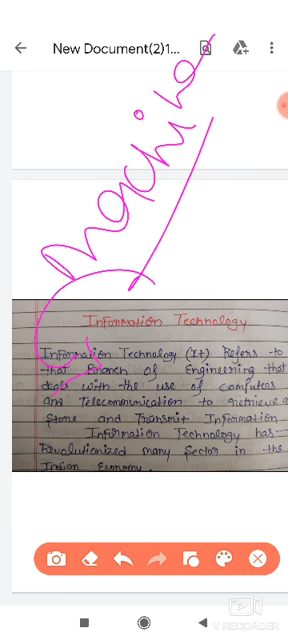 New Document(2)1...
machine
Information Technology
Information Technology (It) Refers to
that Branch of Engineering that
deals with the use of computers
and Telecommunication to retrieve &
Store and Transmit Information
Information Technology has
Revolutionized many Sector in the
Indian Economy.
V RECORDER